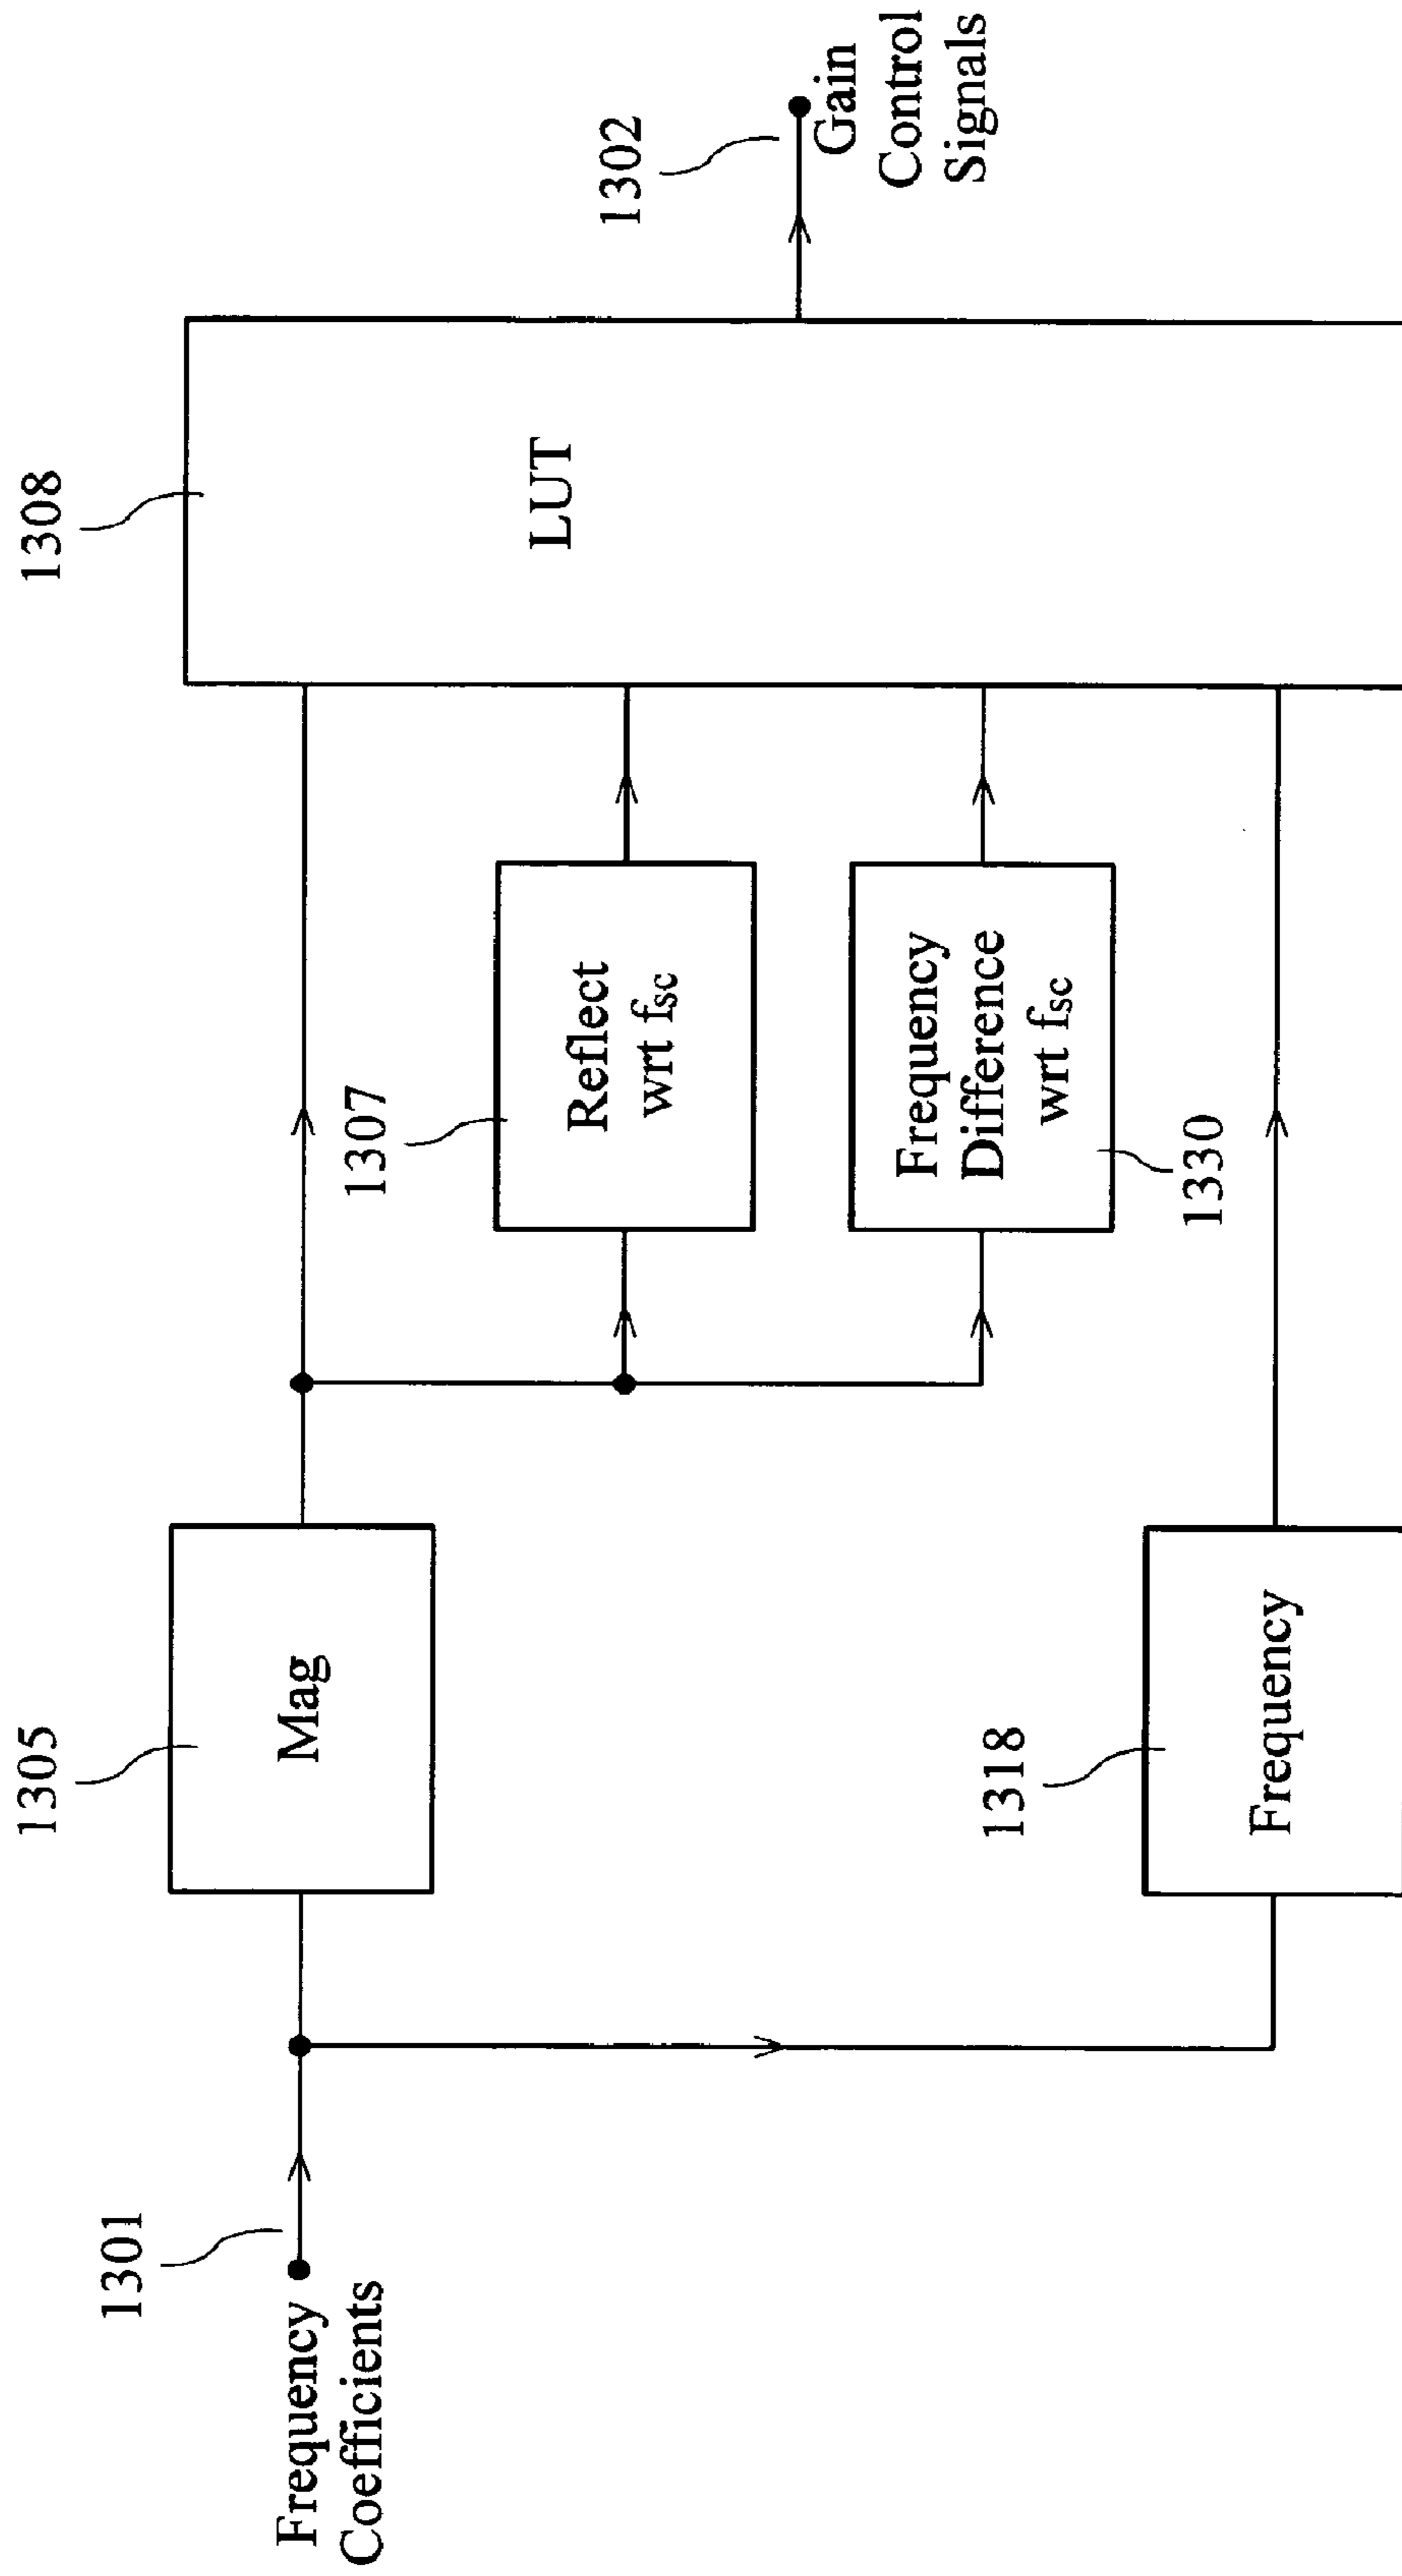 1301
Frequency
Coefficients
1305
Mag
1318
Frequency
1307
Reflect
wrt fsc
Frequency
Difference
wrt fsc
1330
1308
LUT
1302
Gain
Control
Signals